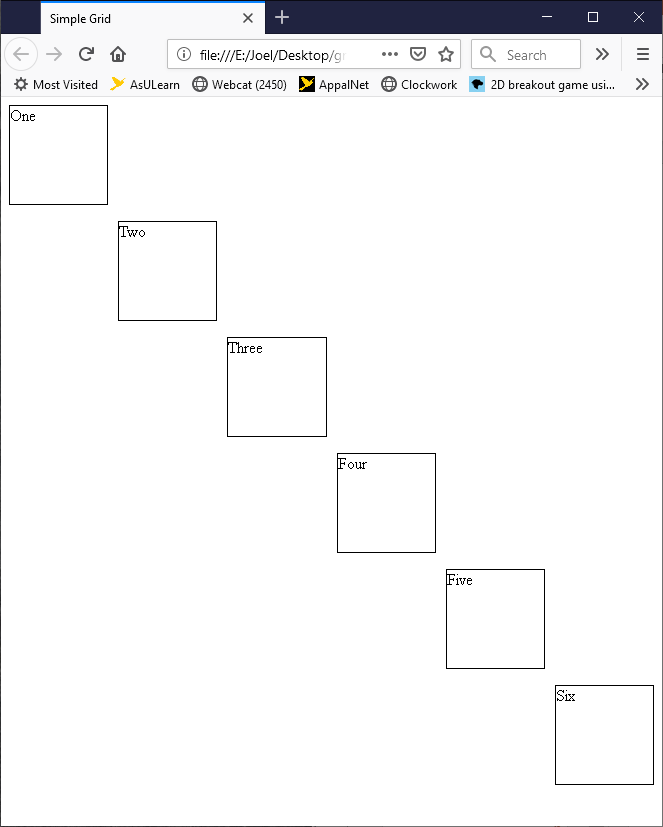 Simple Grid
file:///E:/Joel/Desktop/gr
Search
Most Visited
AsULearn
Webcat (2450)
AppalNet
Clockwork
2D breakout game usi...
One
Two
Three
Four
Five
Six